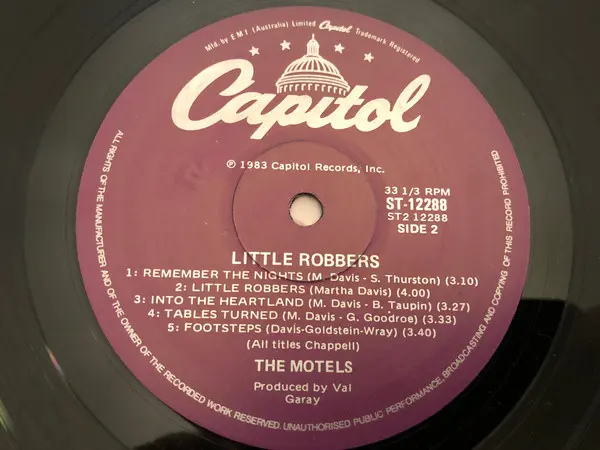 Mfd. by E M I (Australia) Limited Capitol Trademark Registered
Capitol
℗ 1983 Capitol Records, Inc.
33 1/3 RPM
ST-12288
ST2 12288
SIDE 2
LITTLE ROBBERS
1: REMEMBER THE NIGHTS (M. Davis - S. Thurston) (3.10)
2: LITTLE ROBBERS (Martha Davis) (4.00)
3: INTO THE HEARTLAND (M. Davis - B. Taupin) (3.27)
4: TABLES TURNED (M. Davis - G. Goodroe) (3.33)
5: FOOTSTEPS (Davis-Goldstein-Wray) (3.40)
(All titles Chappell)
THE MOTELS
Produced by Val
Garay
ALL RIGHTS OF THE MANUFACTURER AND OF THE OWNER OF THE RECORDED WORK RESERVED. UNAUTHORISED PUBLIC PERFORMANCE, BROADCASTING AND COPYING OF THIS RECORD PROHIBITED